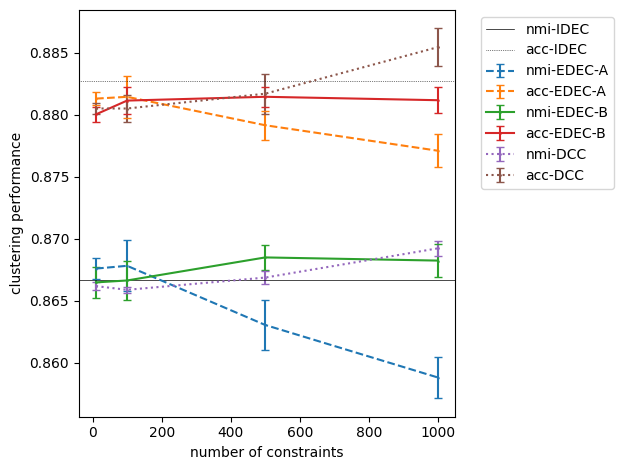 0.885
0.880
0.875
0.870
0.865
0.860
clustering performance
0
200
400
600
800
1000
number of constraints
nmi-IDEC
acc-IDEC
nmi-EDEC-A
acc-EDEC-A
nmi-EDEC-B
acc-EDEC-B
nmi-DCC
acc-DCC